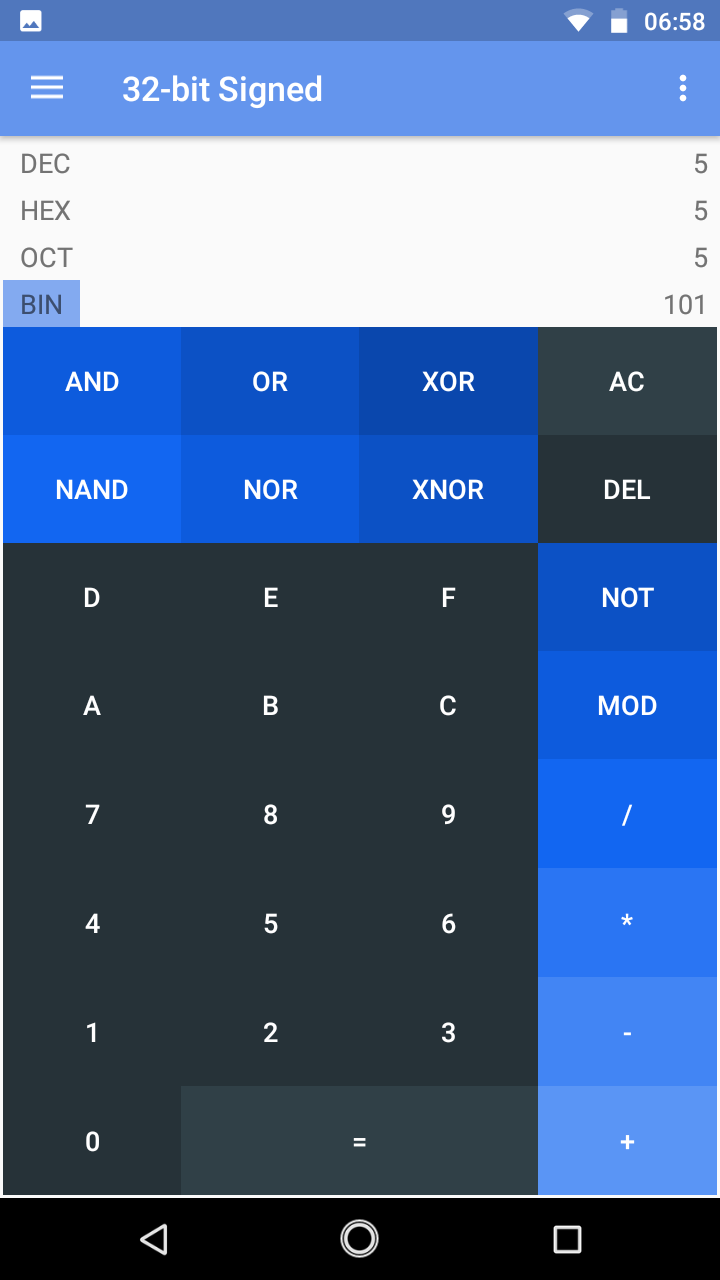 06:58
32-bit Signed
DEC 5
HEX 5
OCT 5
BIN 101
AND OR XOR AC
NAND NOR XNOR DEL
D E F NOT
A B C MOD
7 8 9 /
4 5 6 *
1 2 3 -
0 = +